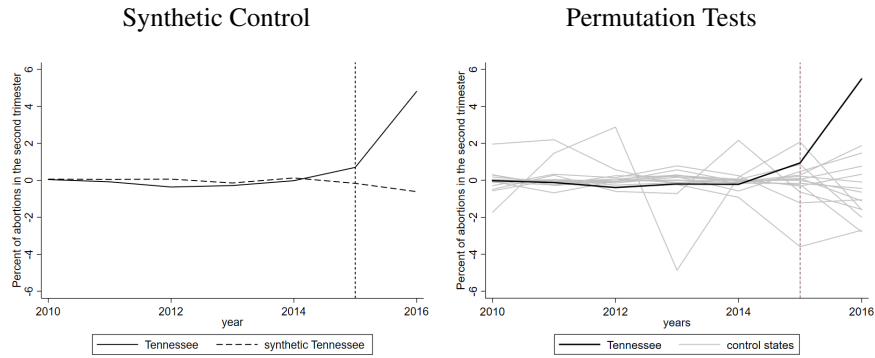 Synthetic Control
Permutation Tests
Percent of abortions in the second trimester
6
4
2
0
-2
-4
-6
2010
2012
2014
2016
year
Tennessee
synthetic Tennessee
Percent of abortions in the second trimester
6
4
2
0
-2
-4
-6
2010
2012
2014
2016
years
Tennessee
control states